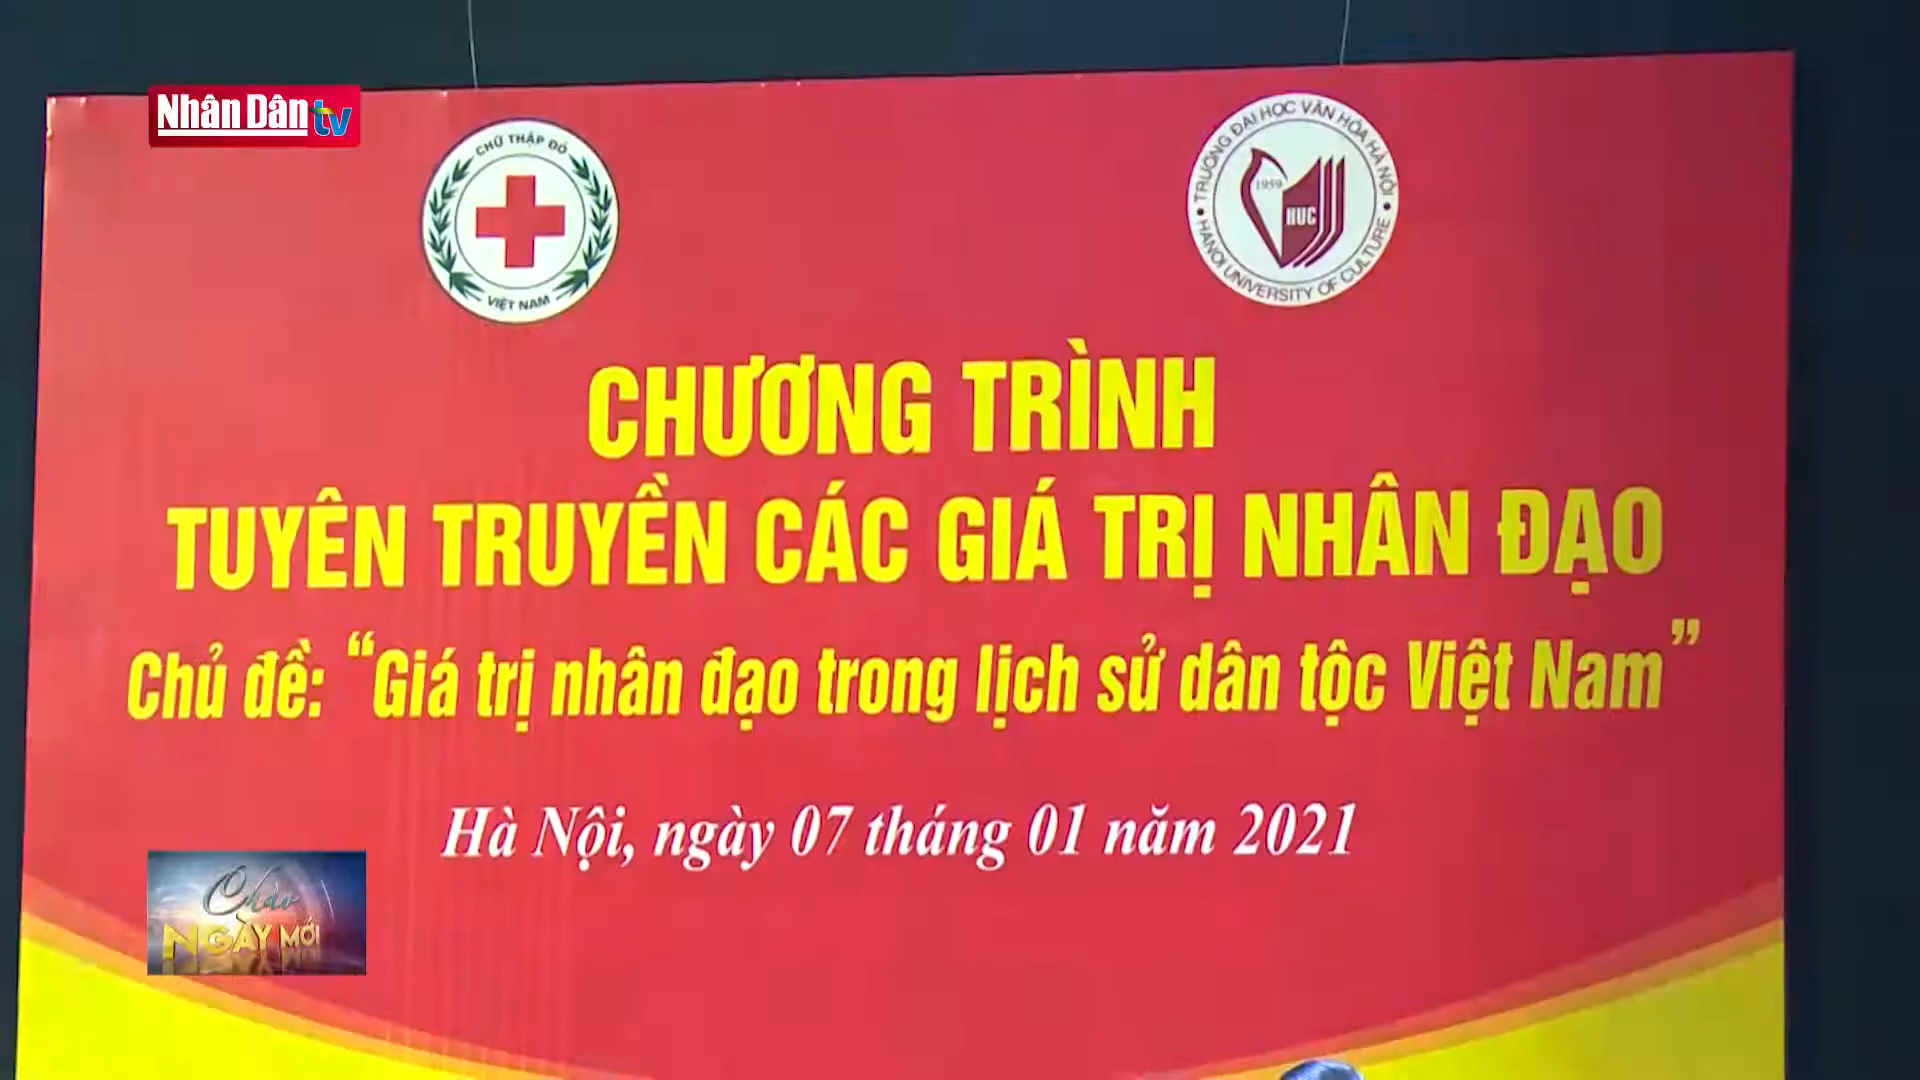 Nhân Dân tv
CHỮ THẬP ĐỎ
VIỆT NAM
TRƯỜNG ĐẠI HỌC VĂN HÓA HÀ NỘI
1959
HUC
HANOI UNIVERSITY OF CULTURE
CHƯƠNG TRÌNH
TUYÊN TRUYỀN CÁC GIÁ TRỊ NHÂN ĐẠO
Chủ đề: “Giá trị nhân đạo trong lịch sử dân tộc Việt Nam”
Hà Nội, ngày 07 tháng 01 năm 2021
Chào
NGÀY MỚI